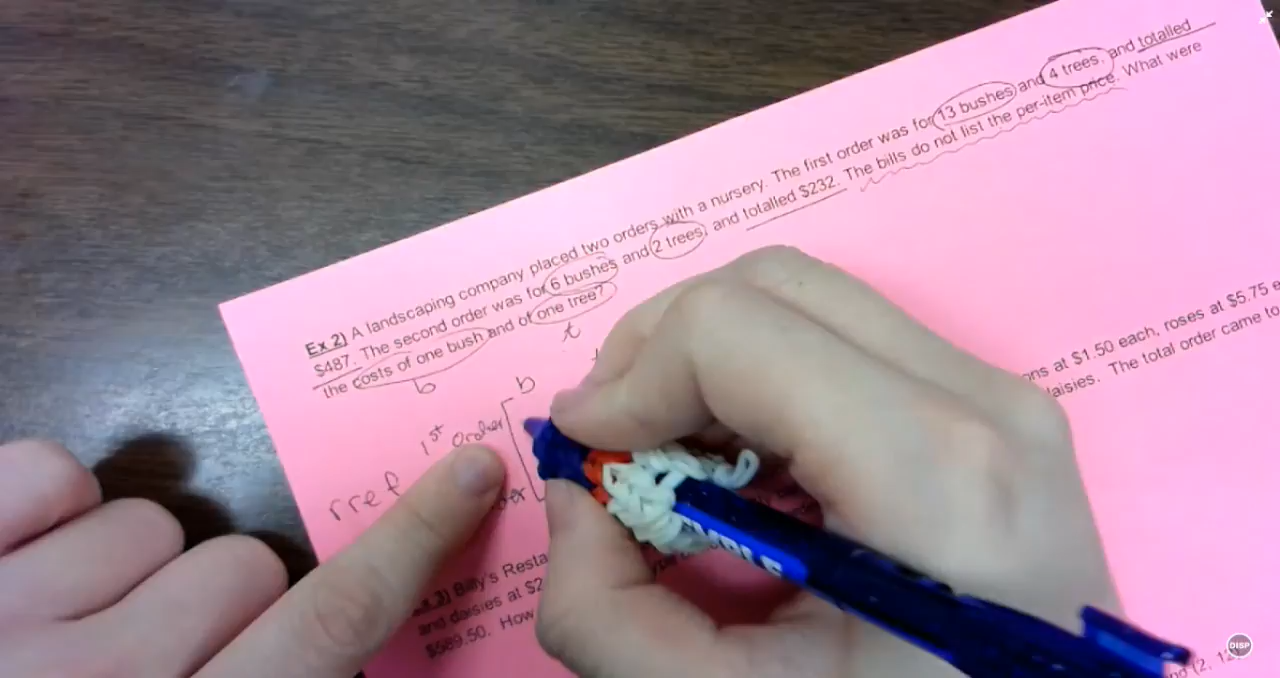 Ex 2) A landscaping company placed two orders with a nursery. The first order was for 13 bushes and 4 trees, and totalled
$487. The second order was for 6 bushes and 2 trees, and totalled $232. The bills do not list the per-item price. What were
the costs of one bush and of one tree?
b
t
b
1st Order
rref
at $1.50 each, roses at $5.75
daisies. The total order came to
3) Billy's
and daisies at
$589.50. How
(2, 12)
DISP